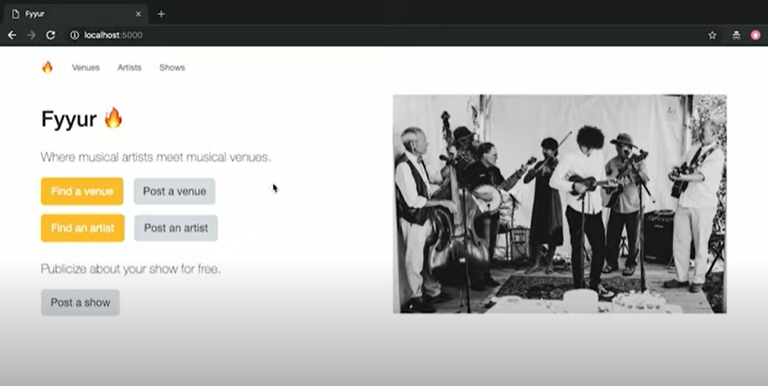 Fyyur
localhost:5000
Venues Artists Shows
Fyyur 🔥
Where musical artists meet musical venues.
Find a venue Post a venue
Find an artist Post an artist
Publicize about your show for free.
Post a show